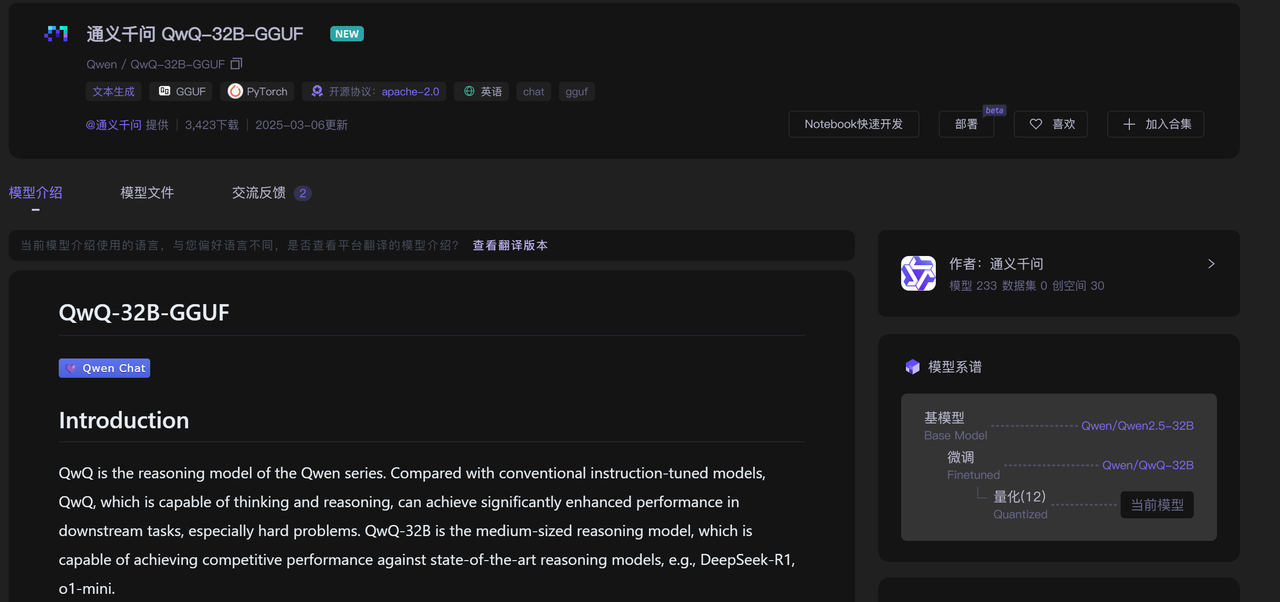 通义千问 QwQ-32B-GGUF NEW
Qwen / QwQ-32B-GGUF
文本生成 GGUF PyTorch 开源协议：apache-2.0 英语 chat gguf
@通义千问 提供 3,423下载 2025-03-06更新
Notebook快速开发 部署 beta 喜欢 加入合集
模型介绍 模型文件 交流反馈 2
当前模型介绍使用的语言，与您偏好语言不同，是否查看平台翻译的模型介绍？ 查看翻译版本
QwQ-32B-GGUF
Qwen Chat
Introduction
QwQ is the reasoning model of the Qwen series. Compared with conventional instruction-tuned models,
QwQ, which is capable of thinking and reasoning, can achieve significantly enhanced performance in
downstream tasks, especially hard problems. QwQ-32B is the medium-sized reasoning model, which is
capable of achieving competitive performance against state-of-the-art reasoning models, e.g., DeepSeek-R1,
o1-mini.
作者：通义千问
模型 233 数据集 0 创空间 30
模型系谱
基模型
Base Model
Qwen/Qwen2.5-32B
微调
Finetuned
Qwen/QwQ-32B
量化(12)
Quantized
当前模型